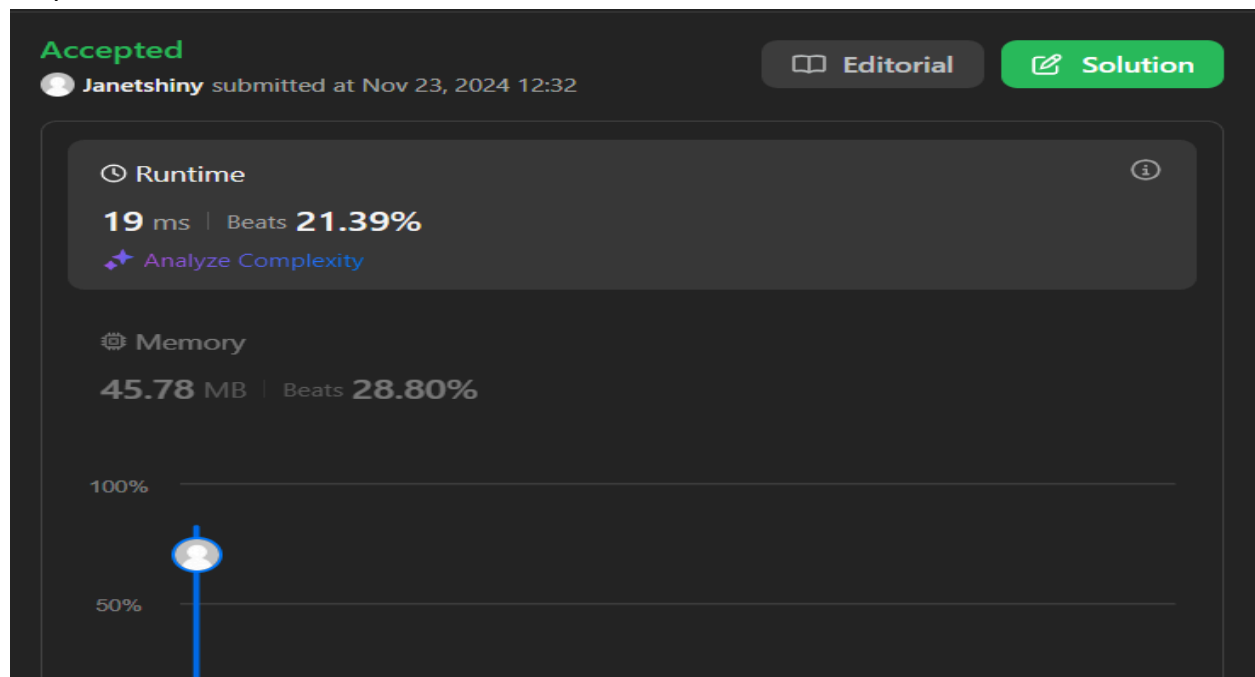 Accepted
Editorial
Solution
Janetshiny submitted at Nov 23, 2024 12:32
Runtime
19 ms | Beats 21.39%
Analyze Complexity
Memory
45.78 MB | Beats 28.80%
100%
50%